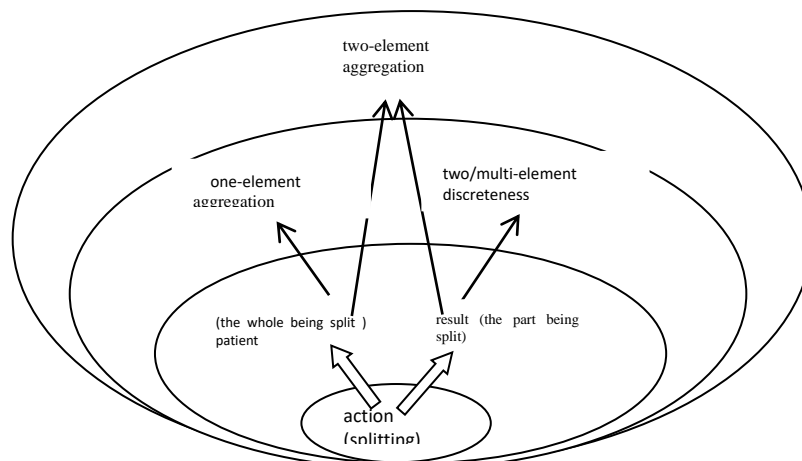 two-element
aggregation
one-element
aggregation
two/multi-element
discreteness
(the whole being split )
patient
result (the part being
split)
action
(splitting)